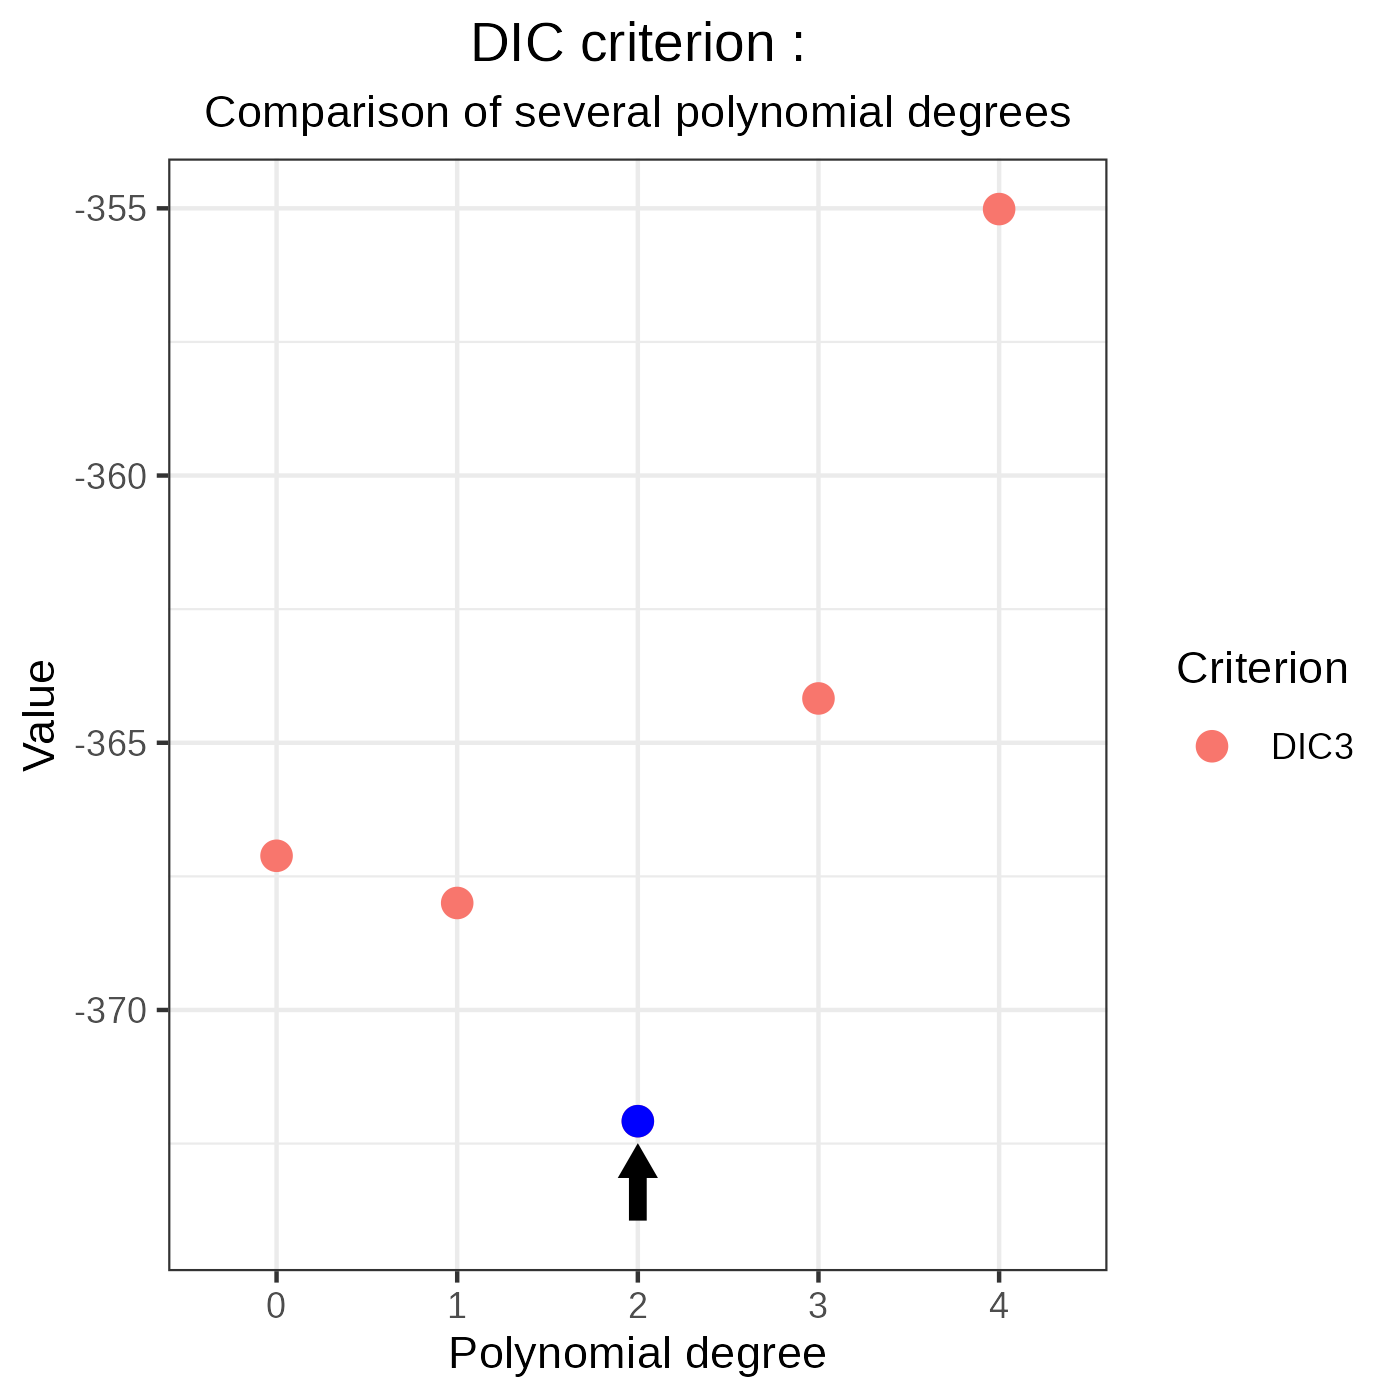 DIC criterion :
Comparison of several polynomial degrees
Value
-355
-360
-365
-370
0 1 2 3 4
Polynomial degree
Criterion
DIC3